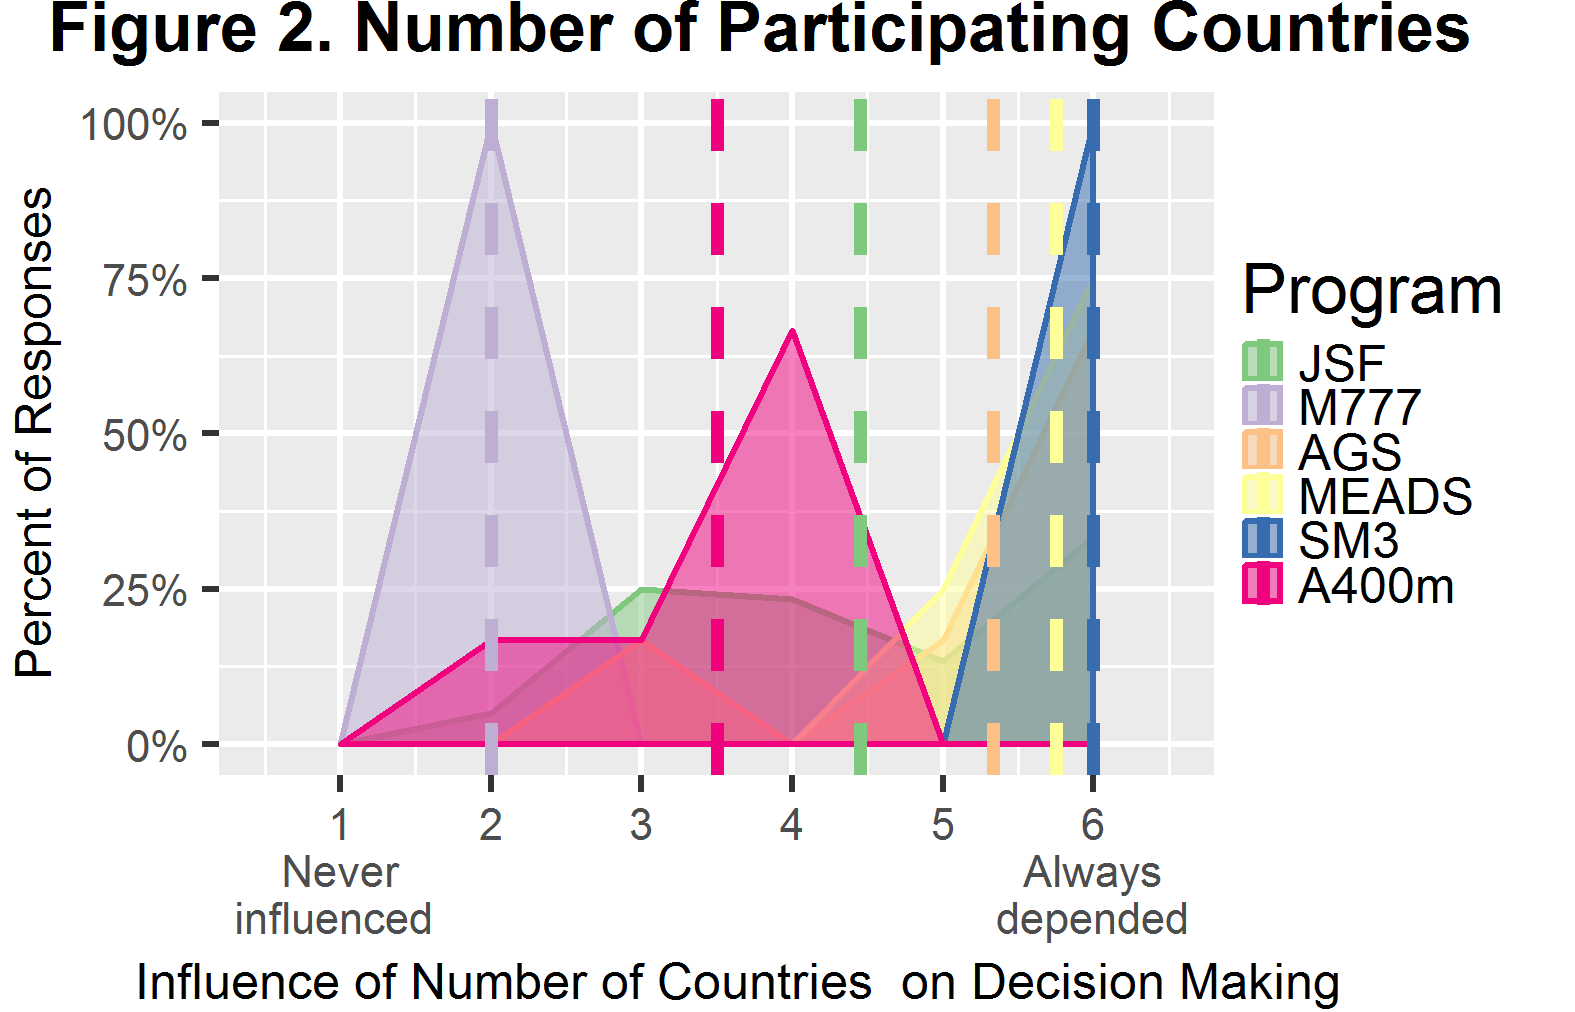 Figure 2. Number of Participating Countries
Percent of Responses
100%
75%
50%
25%
0%
1 2 3 4 5 6
Never Always
influenced depended
Influence of Number of Countries  on Decision Making
Program
JSF
M777
AGS
MEADS
SM3
A400m